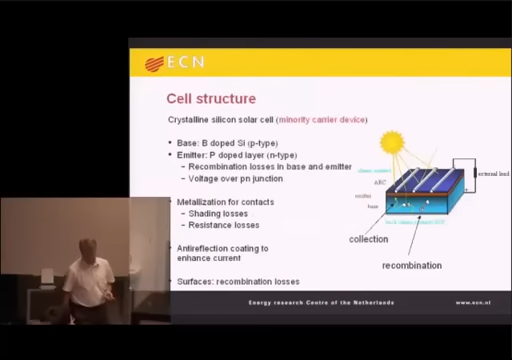 ECN
Cell structure
Crystalline silicon solar cell (minority carrier device)
• Base: B doped Si (p-type)
• Emitter: P doped layer (n-type)
– Recombination losses in base and emitter
– Voltage over pn junction
• Metallization for contacts
– Shading losses
– Resistance losses
• Antireflection coating to
enhance current
• Surfaces: recombination losses
external load
ARC
emitter
base
collection
recombination
Energy research Centre of the Netherlands
www.ecn.nl